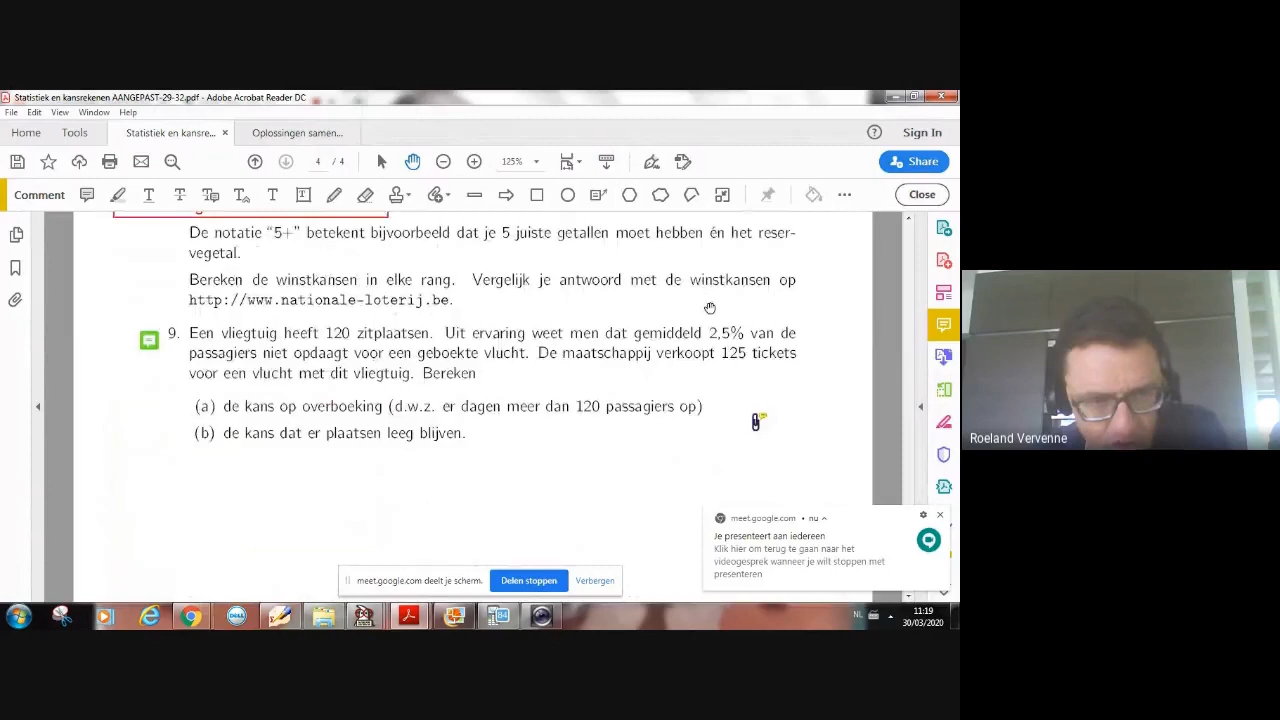 Statistiek en kansrekenen AANGEPAST-29-32.pdf - Adobe Acrobat Reader DC
File Edit View Window Help
Home Tools Statistiek en kansre... × Oplossingen samen... Sign In
4 / 4 125% Share
Comment Close
De notatie “5+” betekent bijvoorbeeld dat je 5 juiste getallen moet hebben én het reser-
vegetal.
Bereken de winstkansen in elke rang. Vergelijk je antwoord met de winstkansen op
http://www.nationale-loterij.be.
9. Een vliegtuig heeft 120 zitplaatsen. Uit ervaring weet men dat gemiddeld 2,5% van de
passagiers niet opdaagt voor een geboekte vlucht. De maatschappij verkoopt 125 tickets
voor een vlucht met dit vliegtuig. Bereken
(a) de kans op overboeking (d.w.z. er dagen meer dan 120 passagiers op)
(b) de kans dat er plaatsen leeg blijven.
Roeland Vervenne
meet.google.com • nu
Je presenteert aan iedereen
Klik hier om terug te gaan naar het
videogesprek wanneer je wilt stoppen met
presenteren
meet.google.com deelt je scherm. Delen stoppen Verbergen
NL 11:19
30/03/2020